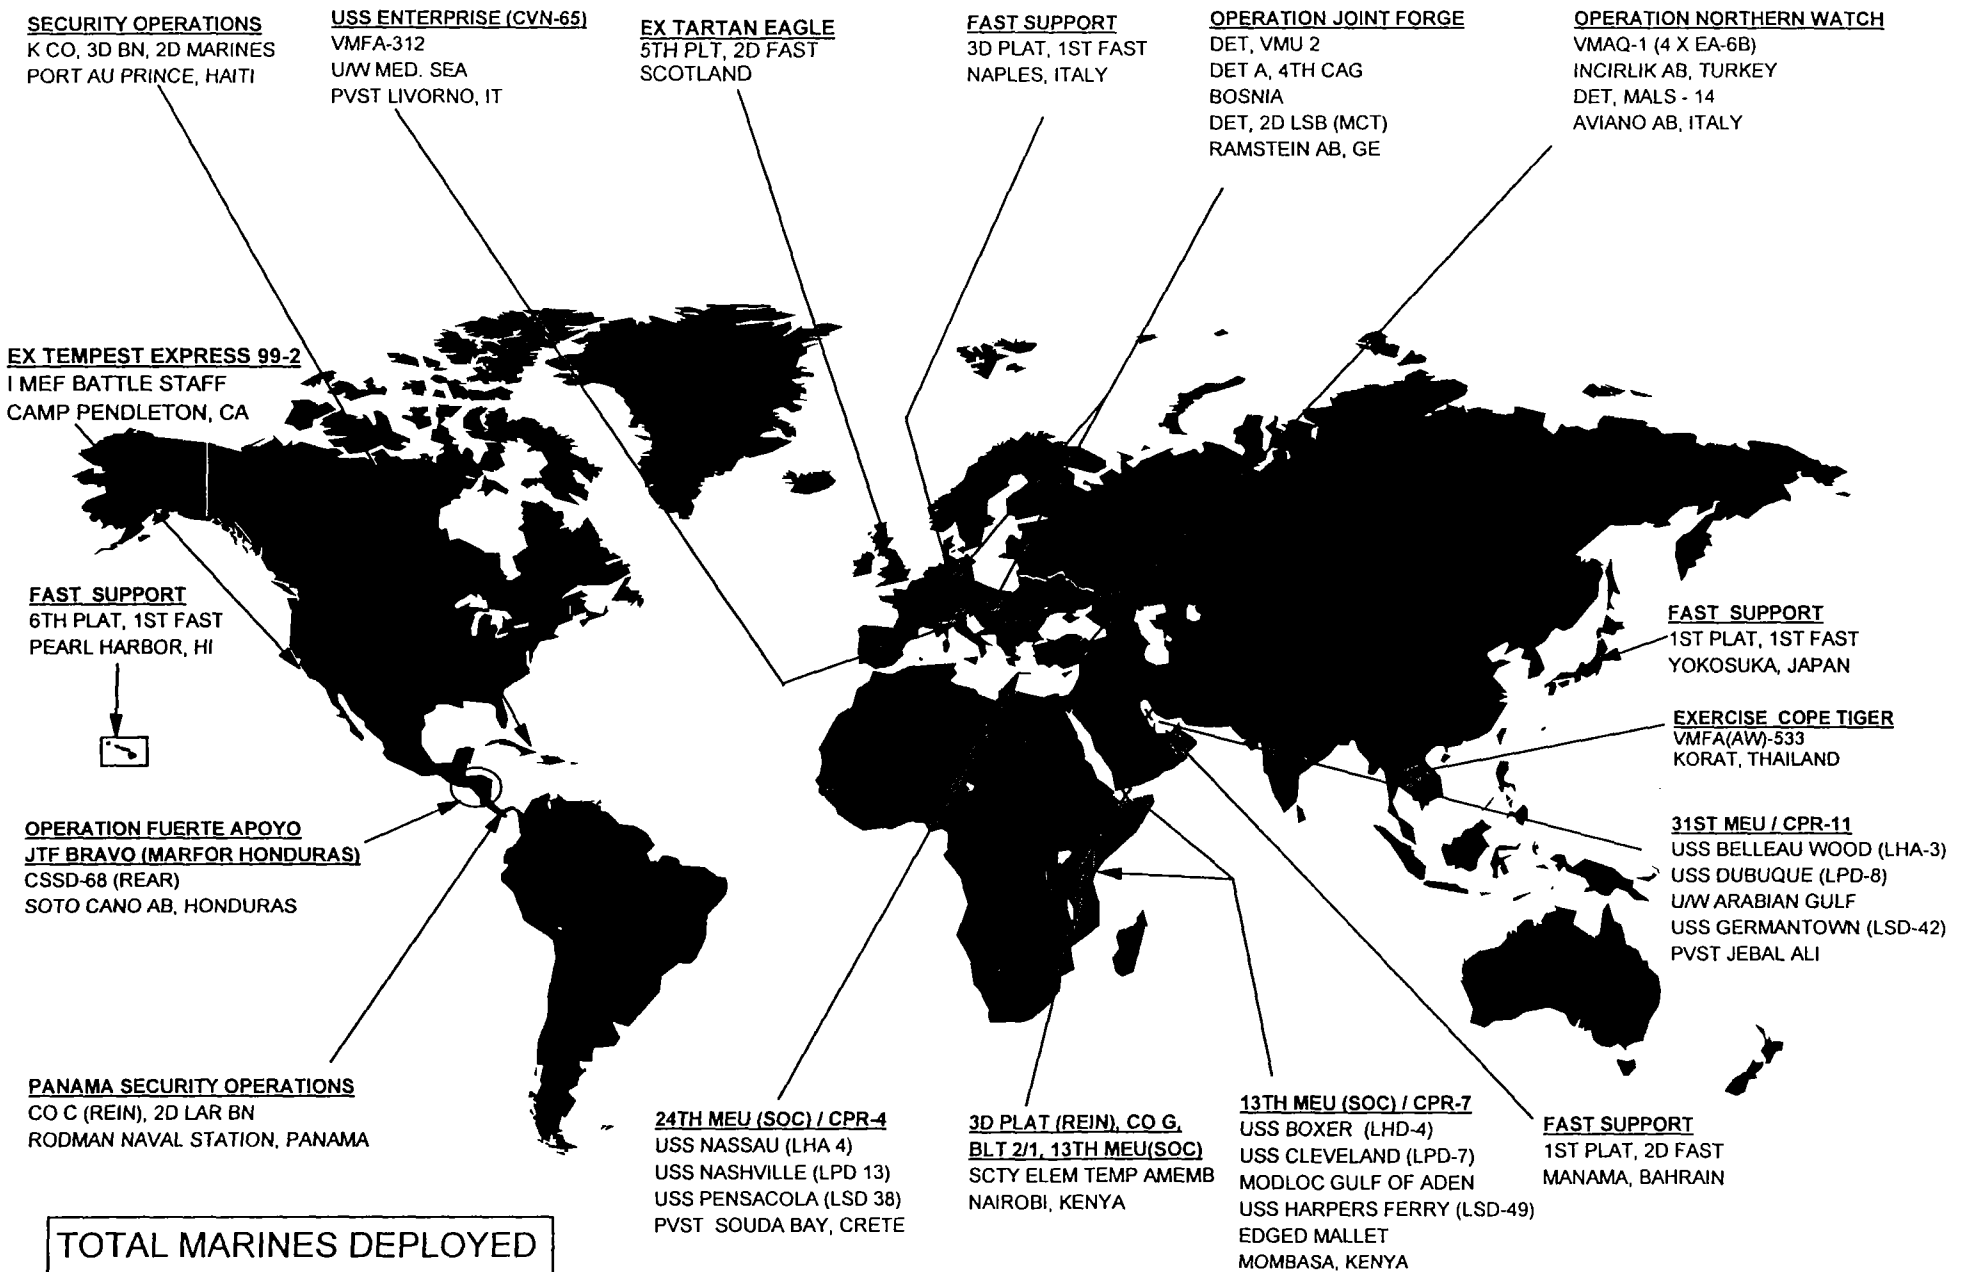 SECURITY OPERATIONS
K CO, 3D BN, 2D MARINES
PORT AU PRINCE, HAITI
USS ENTERPRISE (CVN-65)
VMFA-312
U/W MED. SEA
PVST LIVORNO, IT
EX TARTAN EAGLE
5TH PLT, 2D FAST
SCOTLAND
FAST SUPPORT
3D PLAT, 1ST FAST
NAPLES, ITALY
OPERATION JOINT FORGE
DET, VMU 2
DET A, 4TH CAG
BOSNIA
DET, 2D LSB (MCT)
RAMSTEIN AB, GE
OPERATION NORTHERN WATCH
VMAQ-1 (4 X EA-6B)
INCIRLIK AB, TURKEY
DET, MALS - 14
AVIANO AB, ITALY
EX TEMPEST EXPRESS 99-2
I MEF BATTLE STAFF
CAMP PENDLETON, CA
FAST SUPPORT
6TH PLAT, 1ST FAST
PEARL HARBOR, HI
FAST SUPPORT
1ST PLAT, 1ST FAST
YOKOSUKA, JAPAN
EXERCISE COPE TIGER
VMFA(AW)-533
KORAT, THAILAND
OPERATION FUERTE APOYO
JTF BRAVO (MARFOR HONDURAS)
CSSD-68 (REAR)
SOTO CANO AB, HONDURAS
31ST MEU / CPR-11
USS BELLEAU WOOD (LHA-3)
USS DUBUQUE (LPD-8)
U/W ARABIAN GULF
USS GERMANTOWN (LSD-42)
PVST JEBAL ALI
PANAMA SECURITY OPERATIONS
CO C (REIN), 2D LAR BN
RODMAN NAVAL STATION, PANAMA
24TH MEU (SOC) / CPR-4
USS NASSAU (LHA 4)
USS NASHVILLE (LPD 13)
USS PENSACOLA (LSD 38)
PVST SOUDA BAY, CRETE
3D PLAT (REIN), CO G,
BLT 2/1, 13TH MEU(SOC)
SCTY ELEM TEMP AMEMB
NAIROBI, KENYA
13TH MEU (SOC) / CPR-7
USS BOXER (LHD-4)
USS CLEVELAND (LPD-7)
MODLOC GULF OF ADEN
USS HARPERS FERRY (LSD-49)
EDGED MALLET
MOMBASA, KENYA
FAST SUPPORT
1ST PLAT, 2D FAST
MANAMA, BAHRAIN
TOTAL MARINES DEPLOYED